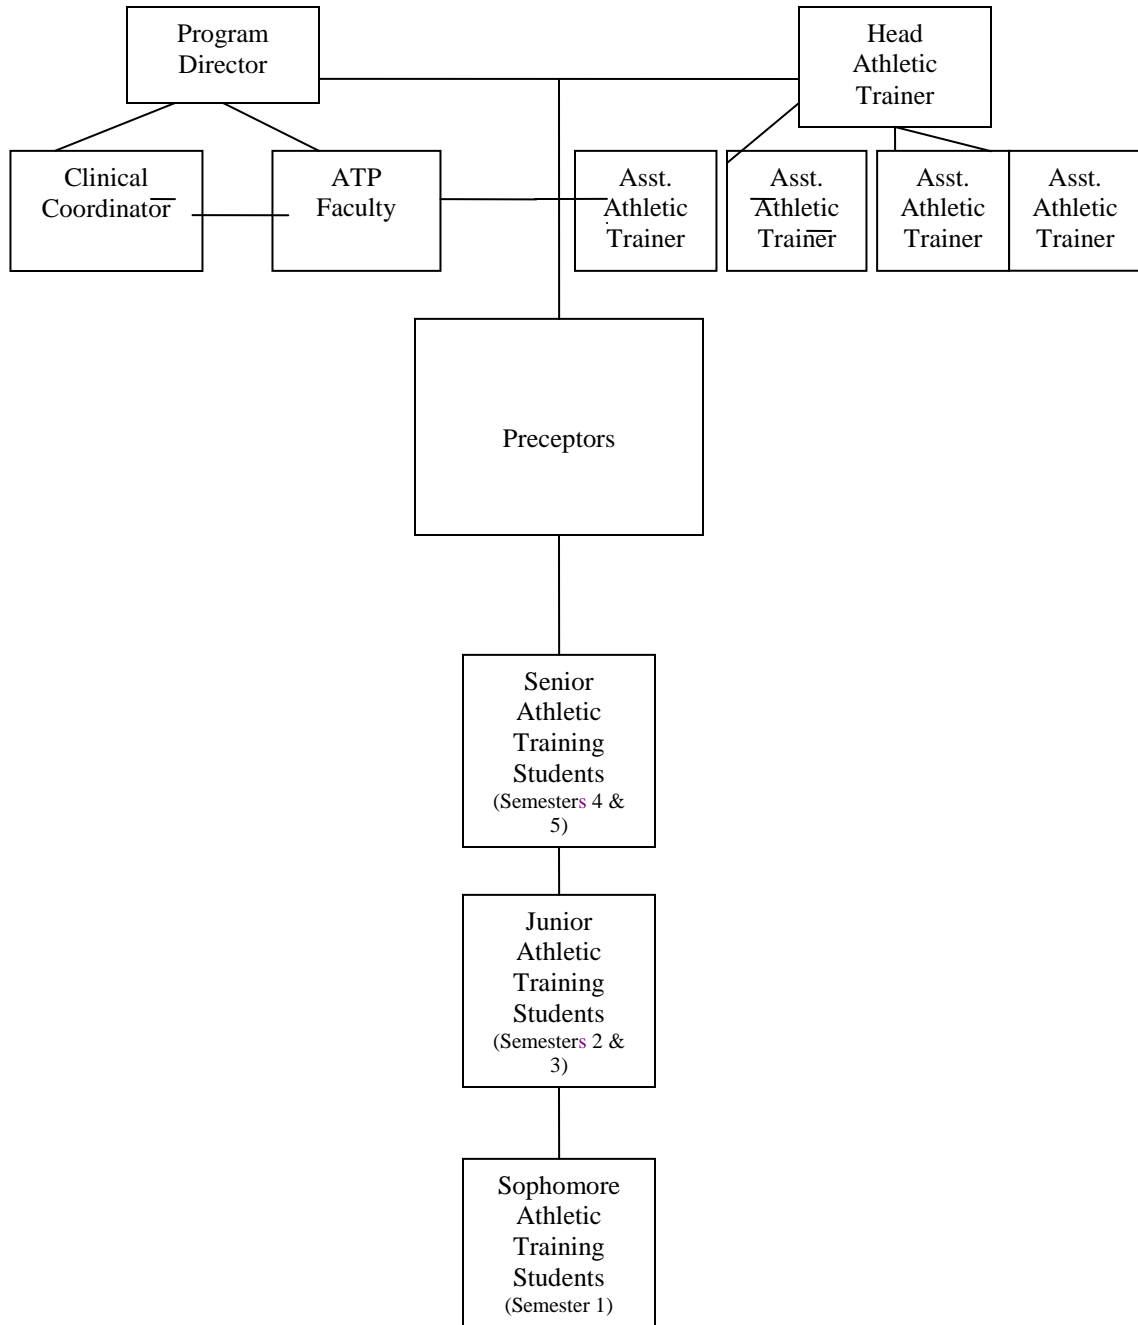 Program
Director
Head
Athletic
Trainer
Clinical
Coordinator
ATP
Faculty
Asst.
Athletic
Trainer
Asst.
Athletic
Trainer
Asst.
Athletic
Trainer
Asst.
Athletic
Trainer
Preceptors
Senior
Athletic
Training
Students
(Semesters 4 &
5)
Junior
Athletic
Training
Students
(Semesters 2 &
3)
Sophomore
Athletic
Training
Students
(Semester 1)